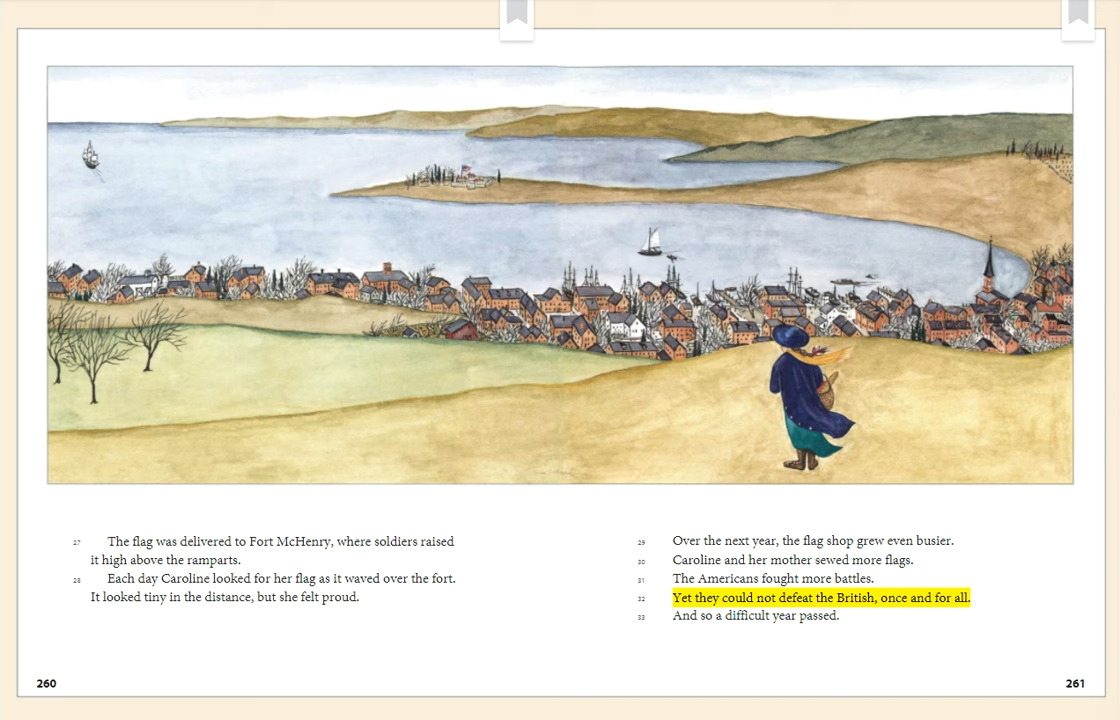 27 The flag was delivered to Fort McHenry, where soldiers raised
it high above the ramparts.
28 Each day Caroline looked for her flag as it waved over the fort.
It looked tiny in the distance, but she felt proud.
29 Over the next year, the flag shop grew even busier.
30 Caroline and her mother sewed more flags.
31 The Americans fought more battles.
32 Yet they could not defeat the British, once and for all.
33 And so a difficult year passed.
260
261